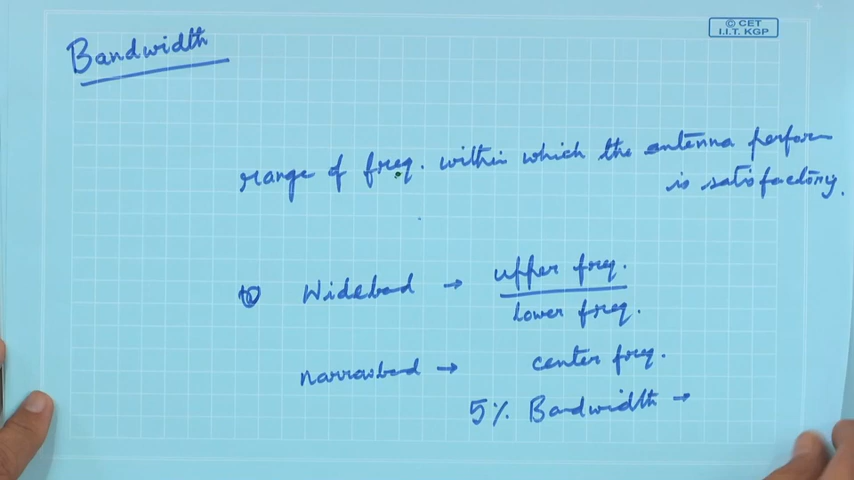 © CET
I.I.T. KGP
Bandwidth
range of freq. within which the antenna perform
is satisfactory.
Wideband → upper freq.
lower freq.
narrowband → center freq.
5% Bandwidth →